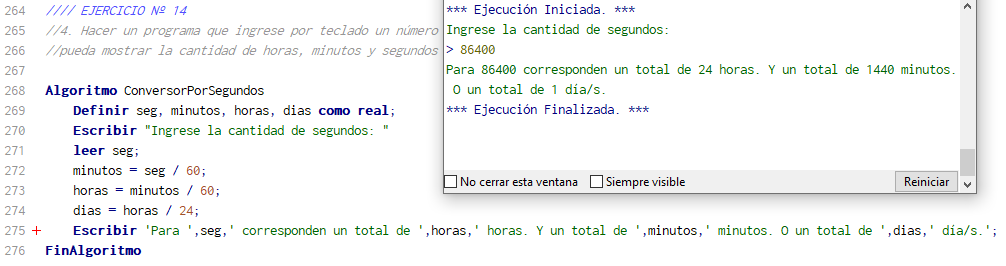 264 //// EJERCICIO Nº 14
265 //4. Hacer un programa que ingrese por teclado un número
266 //pueda mostrar la cantidad de horas, minutos y segundos
267
268 Algoritmo ConversorPorSegundos
269 Definir seg, minutos, horas, dias como real;
270 Escribir "Ingrese la cantidad de segundos: "
271 leer seg;
272 minutos = seg / 60;
273 horas = minutos / 60;
274 dias = horas / 24;
275 + Escribir 'Para ',seg,' corresponden un total de ',horas,' horas. Y un total de ',minutos,' minutos. O un total de ',dias,' día/s.';
276 FinAlgoritmo
*** Ejecución Iniciada. ***
Ingrese la cantidad de segundos:
> 86400
Para 86400 corresponden un total de 24 horas. Y un total de 1440 minutos.
O un total de 1 día/s.
*** Ejecución Finalizada. ***
No cerrar esta ventana Siempre visible Reiniciar